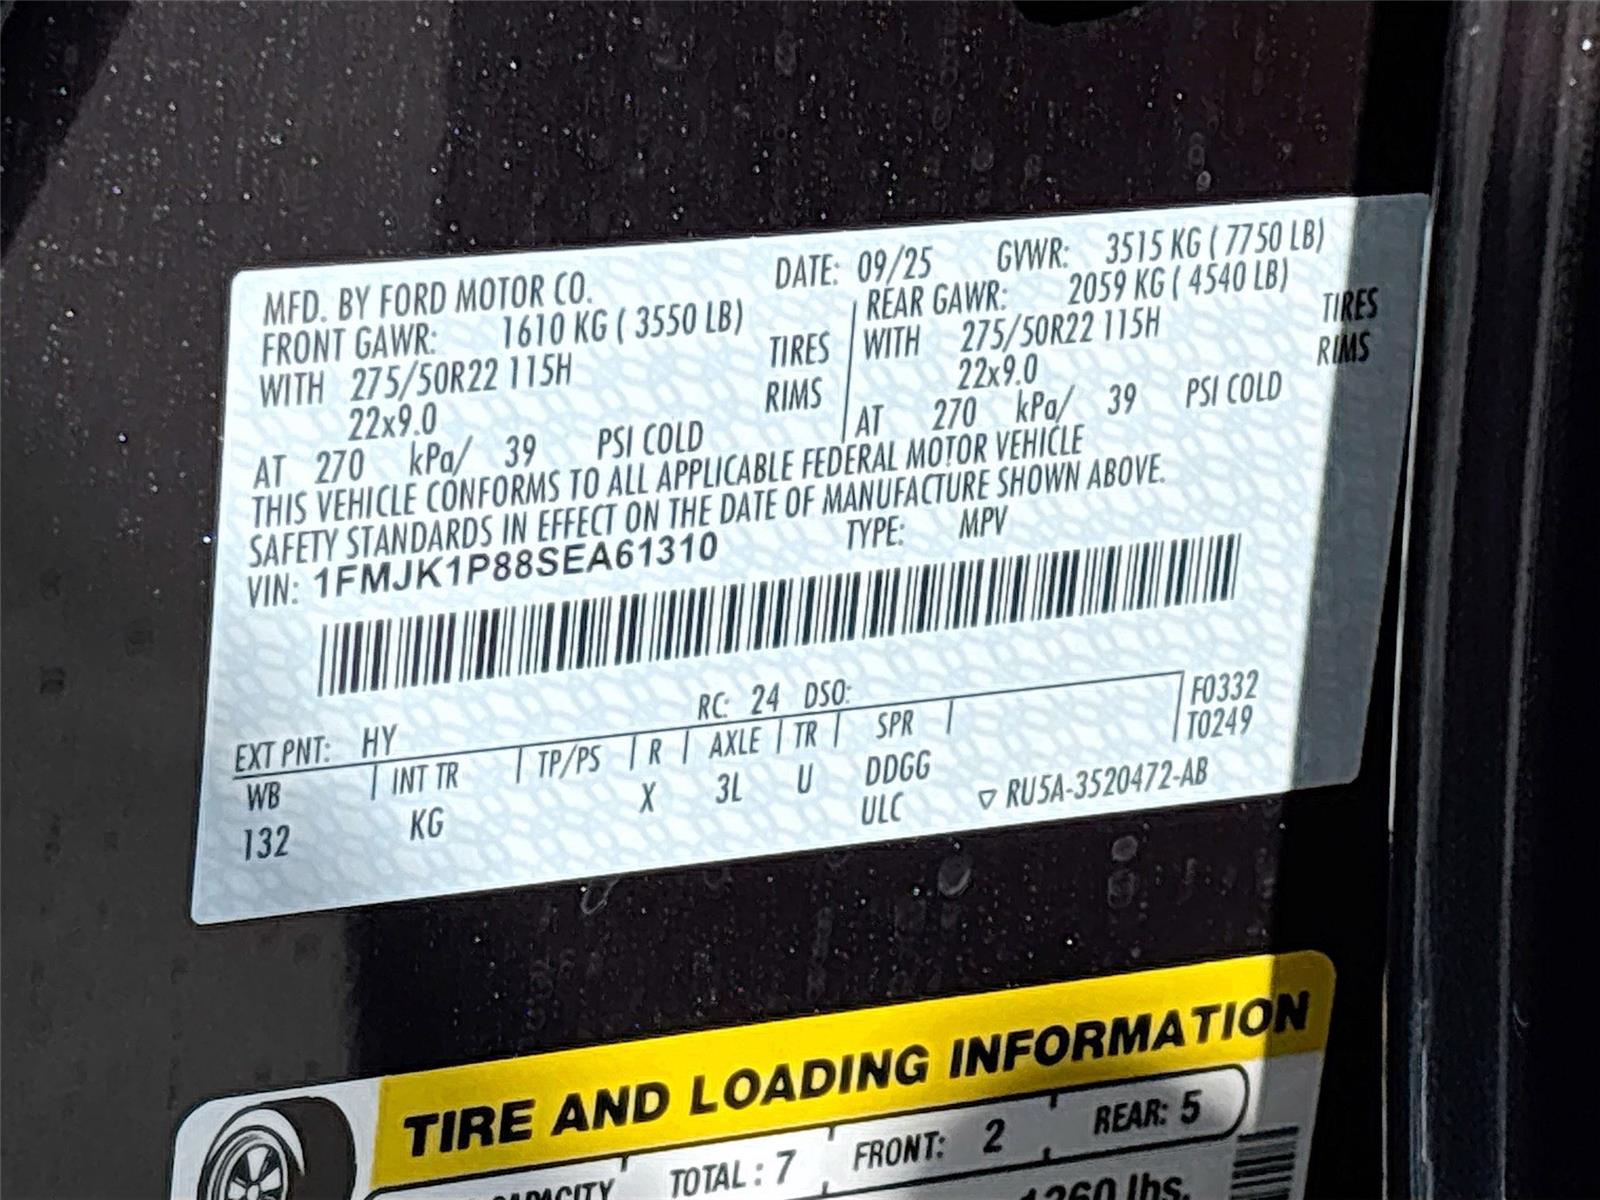 MFD. BY FORD MOTOR CO. DATE: 09/25 GVWR: 3515 KG ( 7750 LB)
FRONT GAWR: 1610 KG ( 3550 LB) REAR GAWR: 2059 KG ( 4540 LB)
WITH 275/50R22 115H TIRES WITH 275/50R22 115H TIRES
22x9.0 RIMS 22x9.0 RIMS
AT 270 kPa/ 39 PSI COLD AT 270 kPa/ 39 PSI COLD
THIS VEHICLE CONFORMS TO ALL APPLICABLE FEDERAL MOTOR VEHICLE
SAFETY STANDARDS IN EFFECT ON THE DATE OF MANUFACTURE SHOWN ABOVE.
VIN: 1FMJK1P88SEA61310 TYPE: MPV
EXT PNT: HY RC: 24 DSO: F0332
WB INT TR TP/PS R AXLE TR SPR T0249
132 KG X 3L U DDGG
ULC RU5A-3520472-AB
TIRE AND LOADING INFORMATION
TOTAL : 7 FRONT: 2 REAR: 5
lbs.